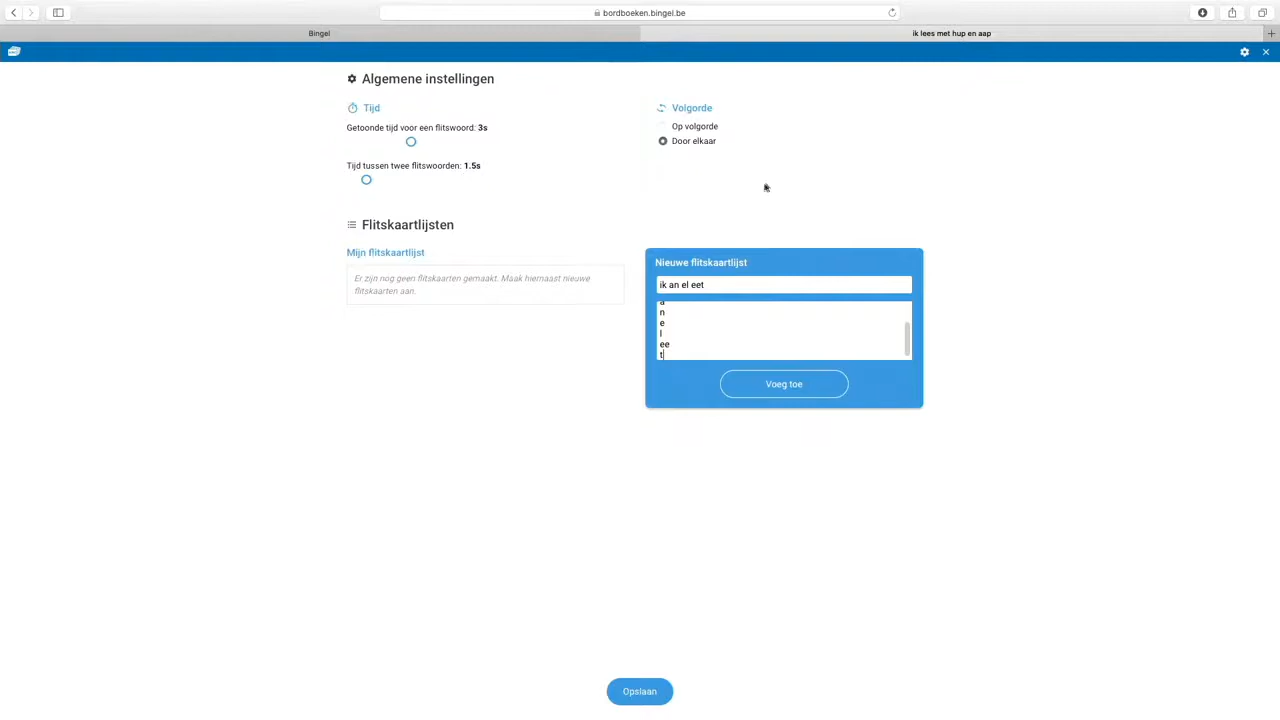 bordboeken.bingel.be
Bingel
ik lees met hup en aap
Algemene instellingen
Tijd
Getoonde tijd voor een flitswoord: 3s
Tijd tussen twee flitswoorden: 1.5s
Volgorde
Op volgorde
Door elkaar
Flitskaartlijsten
Mijn flitskaartlijst
Er zijn nog geen flitskaarten gemaakt. Maak hiernaast nieuwe
flitskaarten aan.
Nieuwe flitskaartlijst
ik an el eet
a
n
e
l
ee
t
Voeg toe
Opslaan